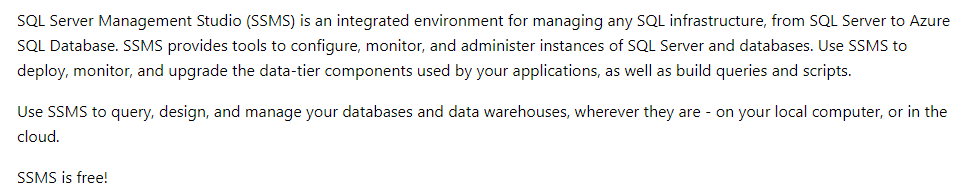 SQL Server Management Studio (SSMS) is an integrated environment for managing any SQL infrastructure, from SQL Server to Azure
SQL Database. SSMS provides tools to configure, monitor, and administer instances of SQL Server and databases. Use SSMS to
deploy, monitor, and upgrade the data-tier components used by your applications, as well as build queries and scripts.
Use SSMS to query, design, and manage your databases and data warehouses, wherever they are - on your local computer, or in the
cloud.
SSMS is free!